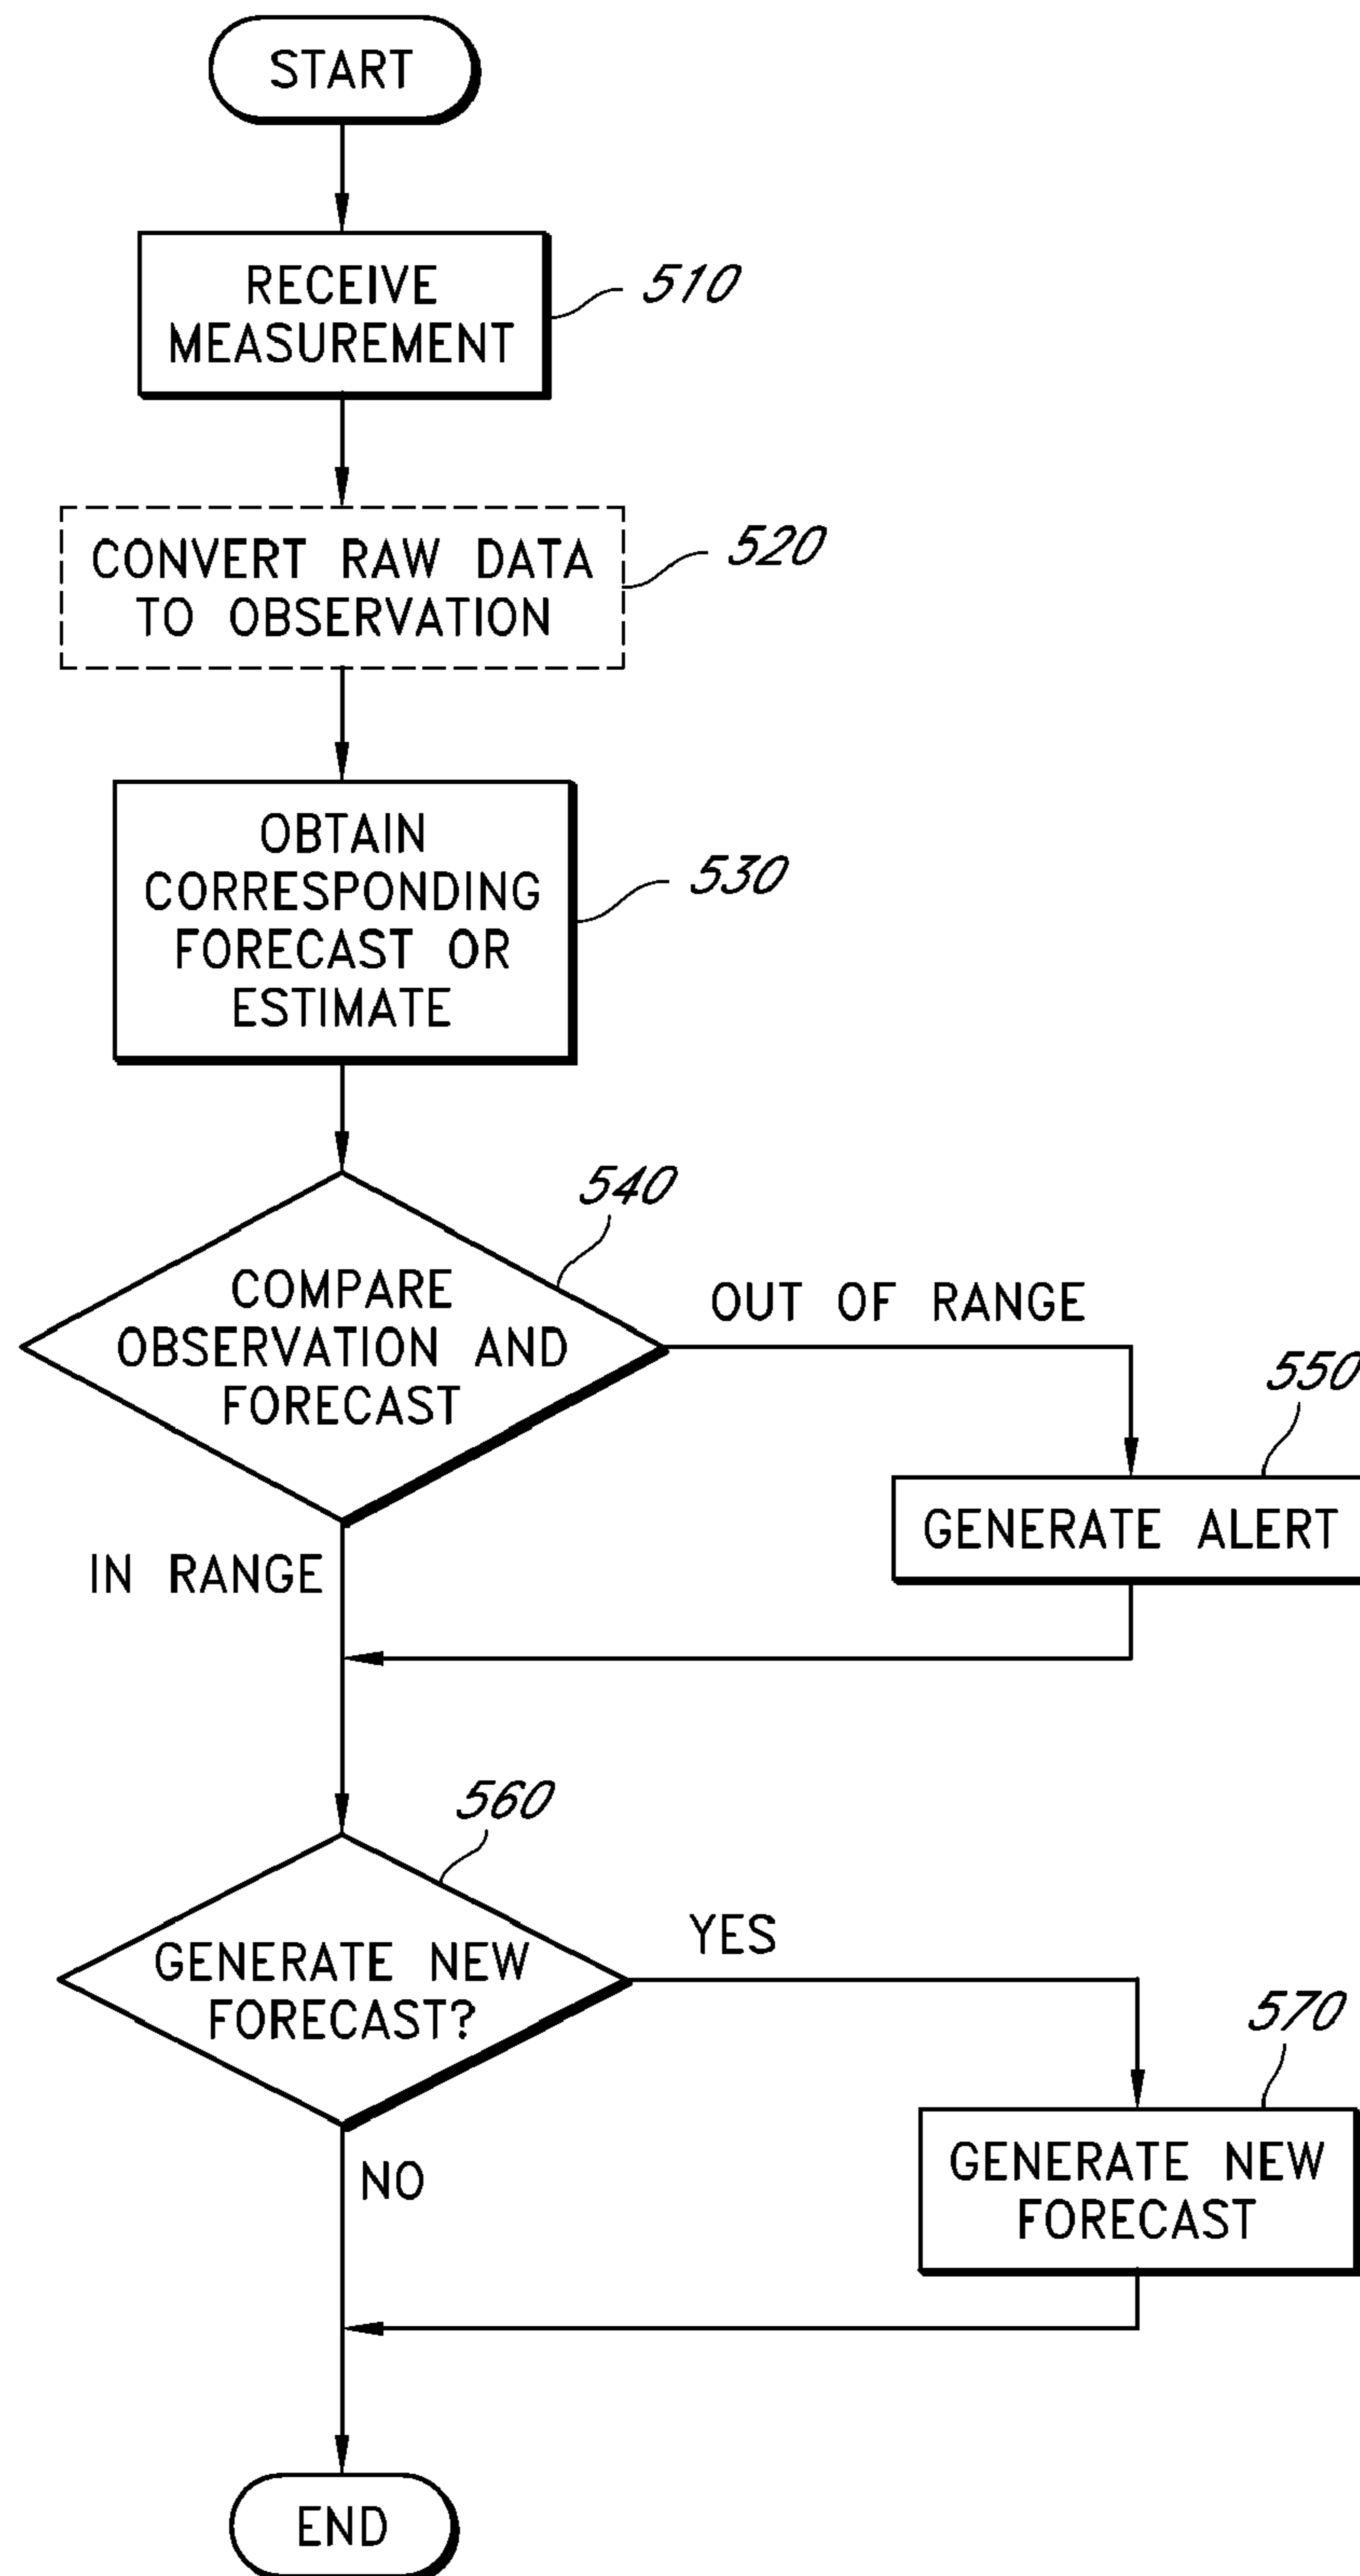 START
RECEIVE
MEASUREMENT
510
CONVERT RAW DATA
TO OBSERVATION
520
OBTAIN
CORRESPONDING
FORECAST OR
ESTIMATE
530
540
COMPARE
OBSERVATION AND
FORECAST
OUT OF RANGE
550
GENERATE ALERT
IN RANGE
560
GENERATE NEW
FORECAST?
YES
570
GENERATE NEW
FORECAST
NO
END